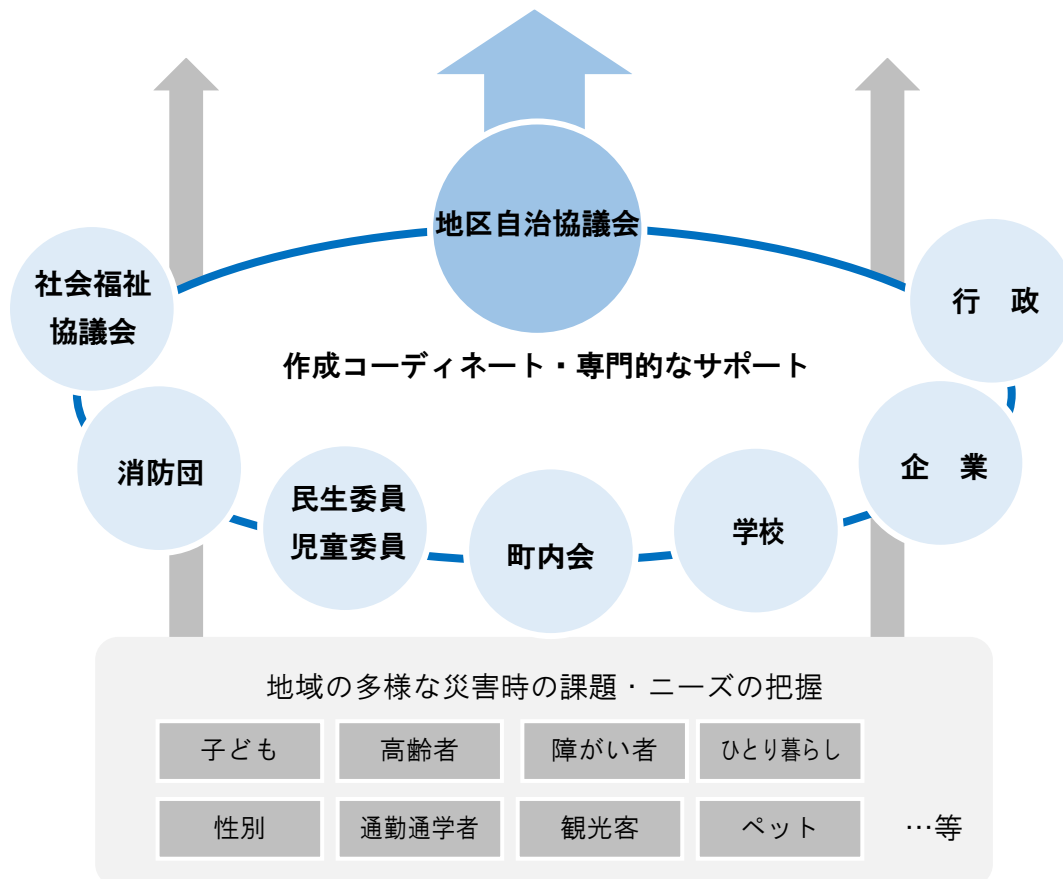 地区自治協議会
社会福祉
協議会
行　政
作成コーディネート・専門的なサポート
消防団
企　業
民生委員
児童委員
町内会
学校
地域の多様な災害時の課題・ニーズの把握
子ども
高齢者
障がい者
ひとり暮らし
性別
通勤通学者
観光客
ペット
…等